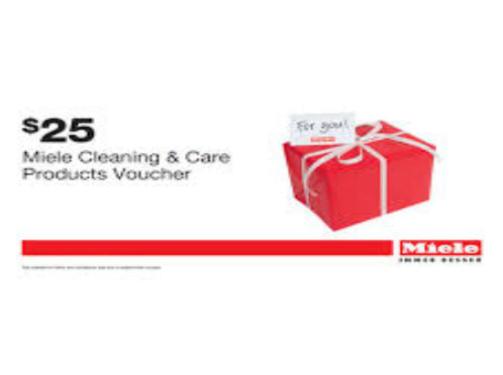 $25
Miele Cleaning & Care
Products Voucher
For you!
Miele
IMMER BESSER